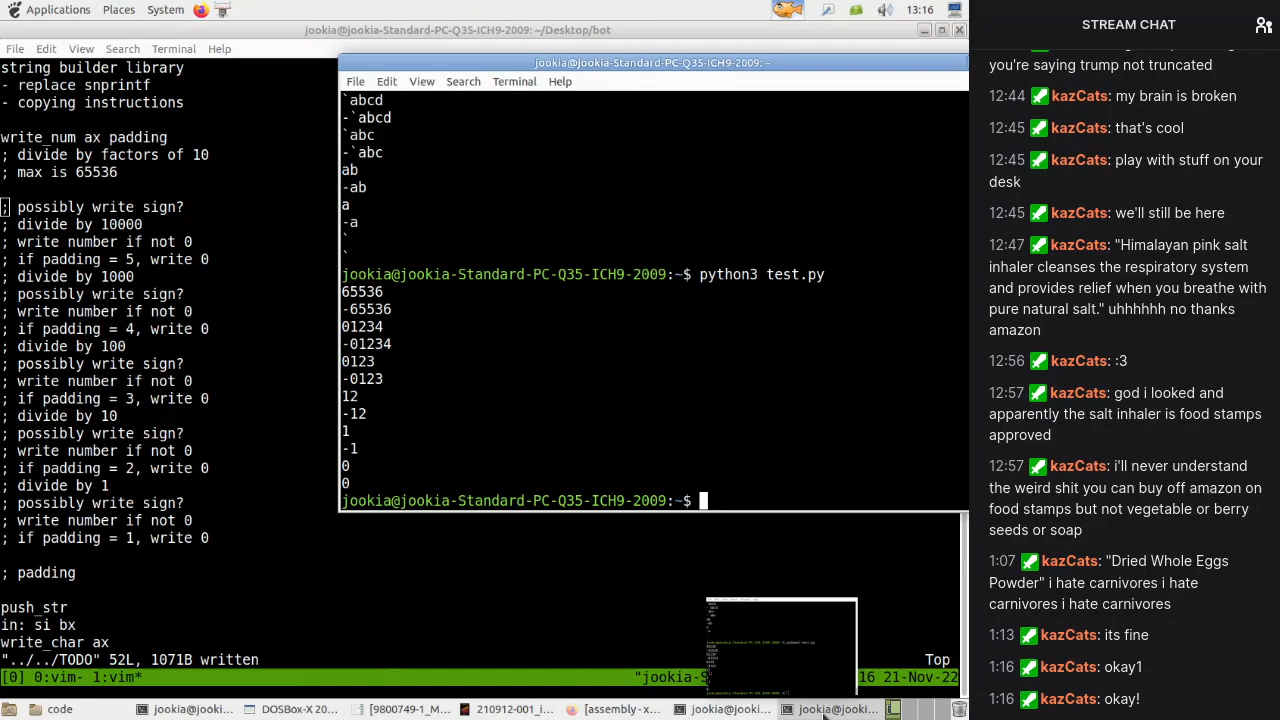 Applications Places System 13:16
jookia@jookia-Standard-PC-Q35-ICH9-2009: ~/Desktop/bot
File Edit View Search Terminal Help
string builder library
- replace snprintf
- copying instructions
write_num ax padding
; divide by factors of 10
; max is 65536
; possibly write sign?
; divide by 10000
; write number if not 0
; if padding = 5, write 0
; divide by 1000
; possibly write sign?
; write number if not 0
; if padding = 4, write 0
; divide by 100
; possibly write sign?
; write number if not 0
; if padding = 3, write 0
; divide by 10
; possibly write sign?
; write number if not 0
; if padding = 2, write 0
; divide by 1
; possibly write sign?
; write number if not 0
; if padding = 1, write 0
; padding
push_str
in: si bx
write_char ax
"../../TODO" 52L, 1071B written Top
[0] 0:vim- 1:vim* "jookia-S 16 21-Nov-22
jookia@jookia-Standard-PC-Q35-ICH9-2009: ~
File Edit View Search Terminal Help
`abcd
-`abcd
`abc
-`abc
ab
-ab
a
-a
`
`
jookia@jookia-Standard-PC-Q35-ICH9-2009:~$ python3 test.py
65536
-65536
01234
-01234
0123
-0123
12
-12
1
-1
0
0
jookia@jookia-Standard-PC-Q35-ICH9-2009:~$
code jookia@jooki... DOSBox-X 20... [9800749-1_M... 210912-0001_i... [assembly - x... jookia@jooki... jookia@jooki...
STREAM CHAT
you're saying trump not truncated
12:44 kazCats: my brain is broken
12:45 kazCats: that's cool
12:45 kazCats: play with stuff on your
desk
12:45 kazCats: we'll still be here
12:47 kazCats: "Himalayan pink salt
inhaler cleanses the respiratory system
and provides relief when you breathe with
pure natural salt." uhhhhhh no thanks
amazon
12:56 kazCats: :3
12:57 kazCats: god i looked and
apparently the salt inhaler is food stamps
approved
12:57 kazCats: i'll never understand
the weird shit you can buy off amazon on
food stamps but not vegetable or berry
seeds or soap
1:07 kazCats: "Dried Whole Eggs
Powder" i hate carnivores i hate
carnivores i hate carnivores
1:13 kazCats: its fine
1:16 kazCats: okay1
1:16 kazCats: okay!